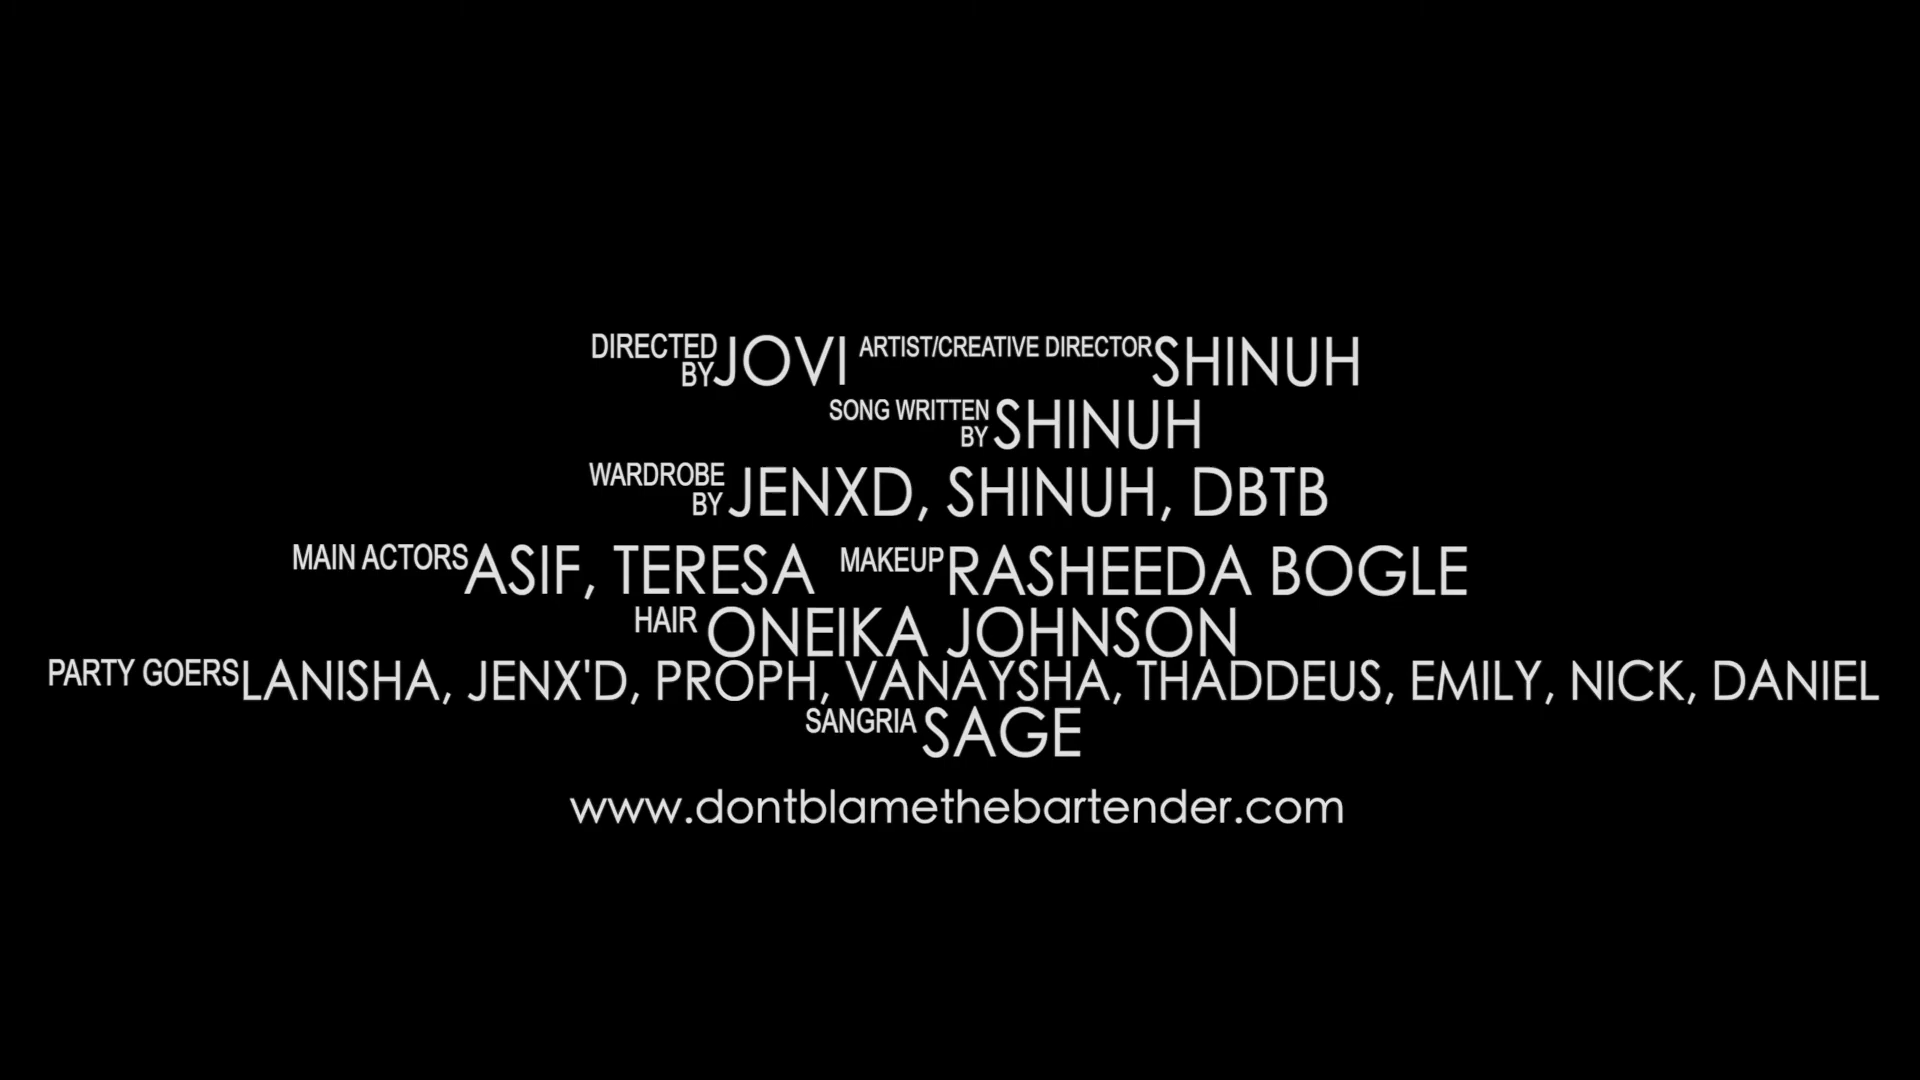 DIRECTED BY JOVI ARTIST/CREATIVE DIRECTOR SHINUH
SONG WRITTEN BY SHINUH
WARDROBE BY JENXD, SHINUH, DBTB
MAIN ACTORS ASIF, TERESA MAKEUP RASHEEDA BOGLE
HAIR ONEIKA JOHNSON
PARTY GOERS LANISHA, JENX'D, PROPH, VANAYSHA, THADDEUS, EMILY, NICK, DANIEL
SANGRIA SAGE
www.dontblamethebartender.com